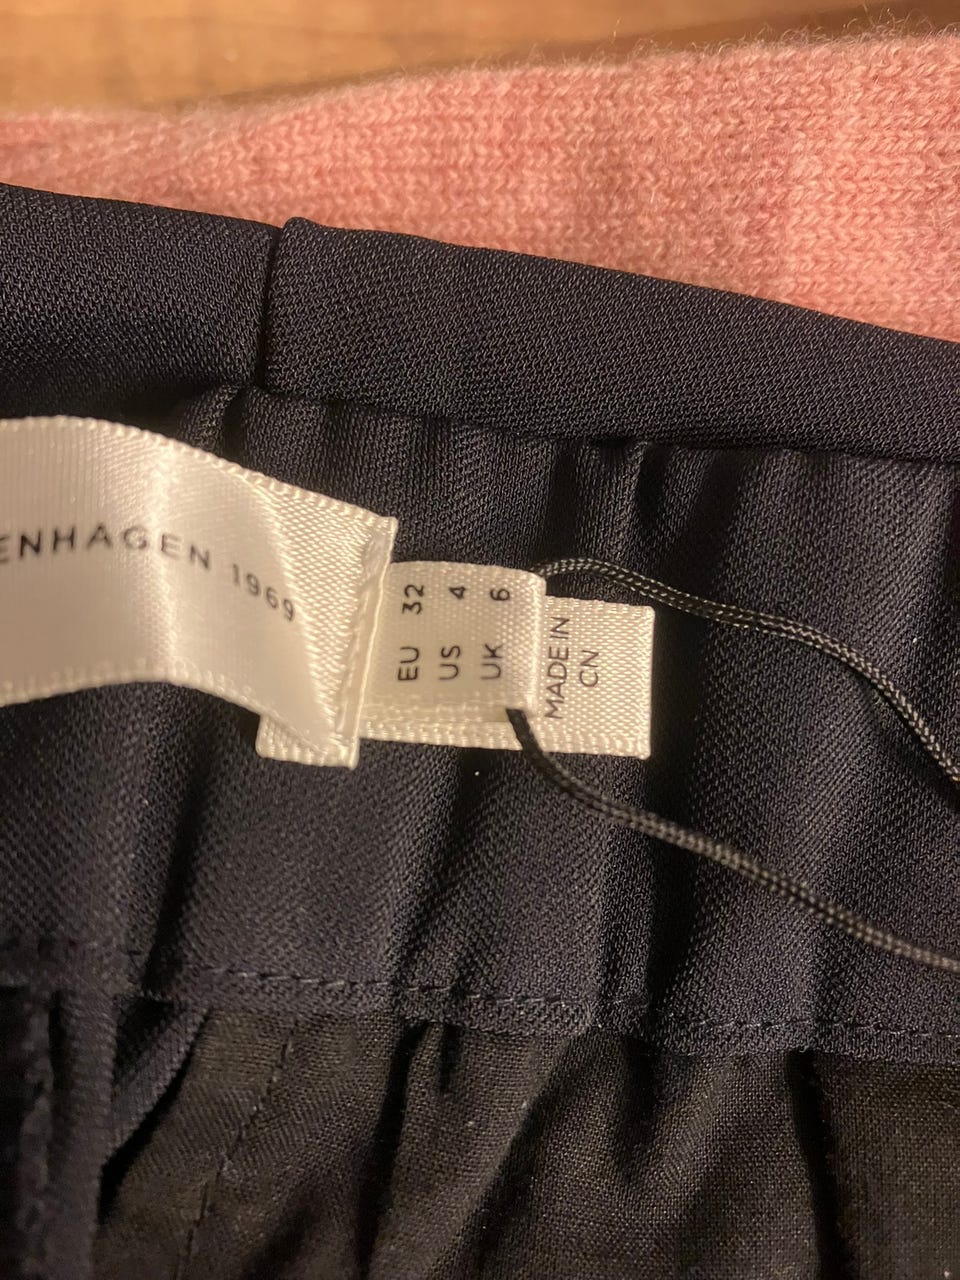 ENHAGEN 1969
EU 32
US 4
UK 6
MADE IN
CN